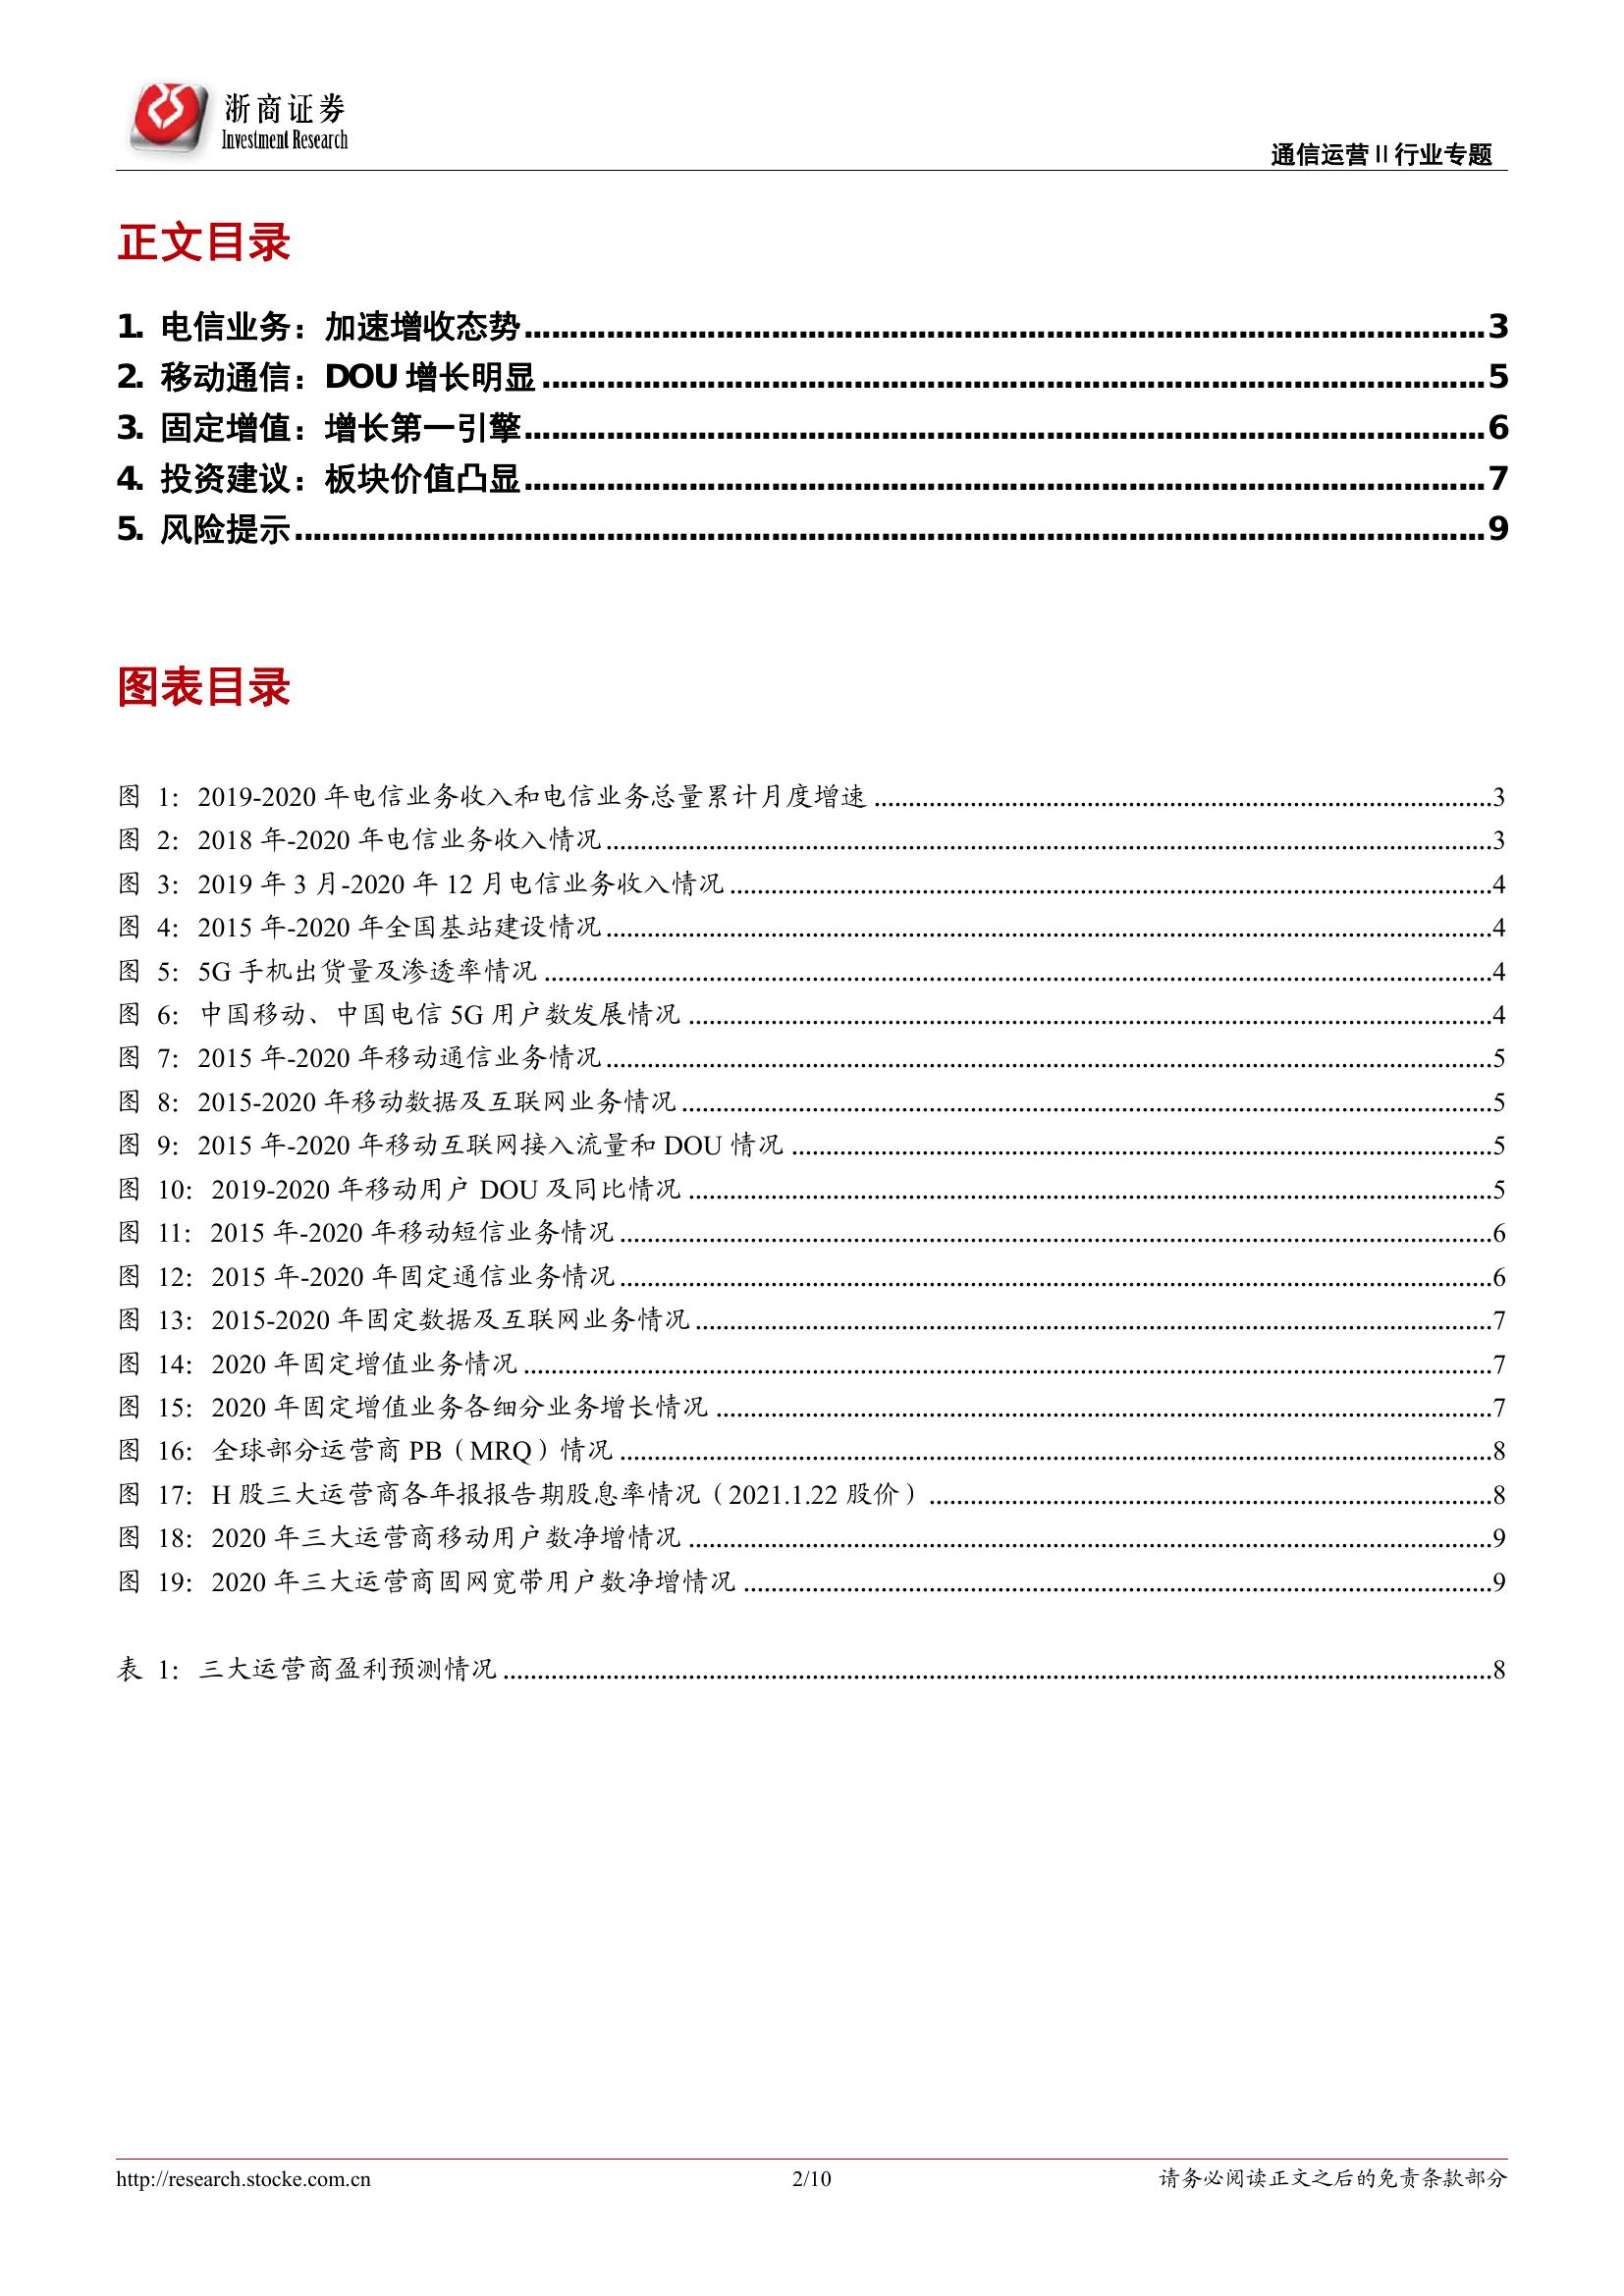 浙商证券
Investment Research
通信运营Ⅱ行业专题
正文目录
1. 电信业务：加速增收态势........3
2. 移动通信：DOU 增长明显........5
3. 固定增值：增长第一引擎........6
4. 投资建议：板块价值凸显........7
5. 风险提示........9
图表目录
图 1：2019-2020 年电信业务收入和电信业务总量累计月度增速........3
图 2：2018 年-2020 年电信业务收入情况........3
图 3：2019 年 3 月-2020 年 12 月电信业务收入情况........4
图 4：2015 年-2020 年全国基站建设情况........4
图 5：5G 手机出货量及渗透率情况........4
图 6：中国移动、中国电信 5G 用户数发展情况........4
图 7：2015 年-2020 年移动通信业务情况........5
图 8：2015-2020 年移动数据及互联网业务情况........5
图 9：2015 年-2020 年移动互联网接入流量和 DOU 情况........5
图 10：2019-2020 年移动用户 DOU 及同比情况........5
图 11：2015 年-2020 年移动短信业务情况........6
图 12：2015 年-2020 年固定通信业务情况........6
图 13：2015-2020 年固定数据及互联网业务情况........7
图 14：2020 年固定增值业务情况........7
图 15：2020 年固定增值业务各细分业务增长情况........7
图 16：全球部分运营商 PB（MRQ）情况........8
图 17：H 股三大运营商各年报报告期股息率情况（2021.1.22 股价）........8
图 18：2020 年三大运营商移动用户数净增情况........9
图 19：2020 年三大运营商固网宽带用户数净增情况........9
表 1：三大运营商盈利预测情况........8
http://research.stocke.com.cn
2/10
请务必阅读正文之后的免责条款部分